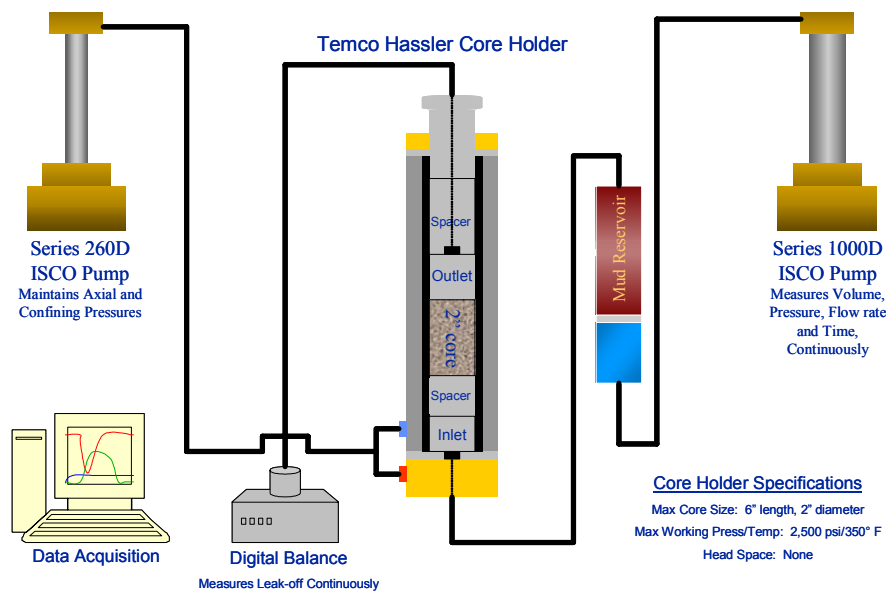 Temco Hassler Core Holder
Series 260D
ISCO Pump
Maintains Axial and
Confining Pressures
Spacer
Outlet
2” core
Spacer
Inlet
Mud Reservoir
Series 1000D
ISCO Pump
Measures Volume,
Pressure, Flow rate
and Time,
Continuously
Data Acquisition
Digital Balance
Measures Leak-off Continuously
Core Holder Specifications
Max Core Size:  6” length, 2” diameter
Max Working Press/Temp:  2,500 psi/350° F
Head Space:  None